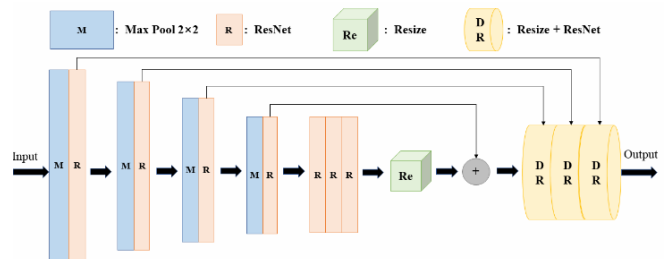 M : Max Pool 2×2 R : ResNet Re : Resize D R : Resize + ResNet
Input M R M R M R M R R R R Re + D R D R D R Output